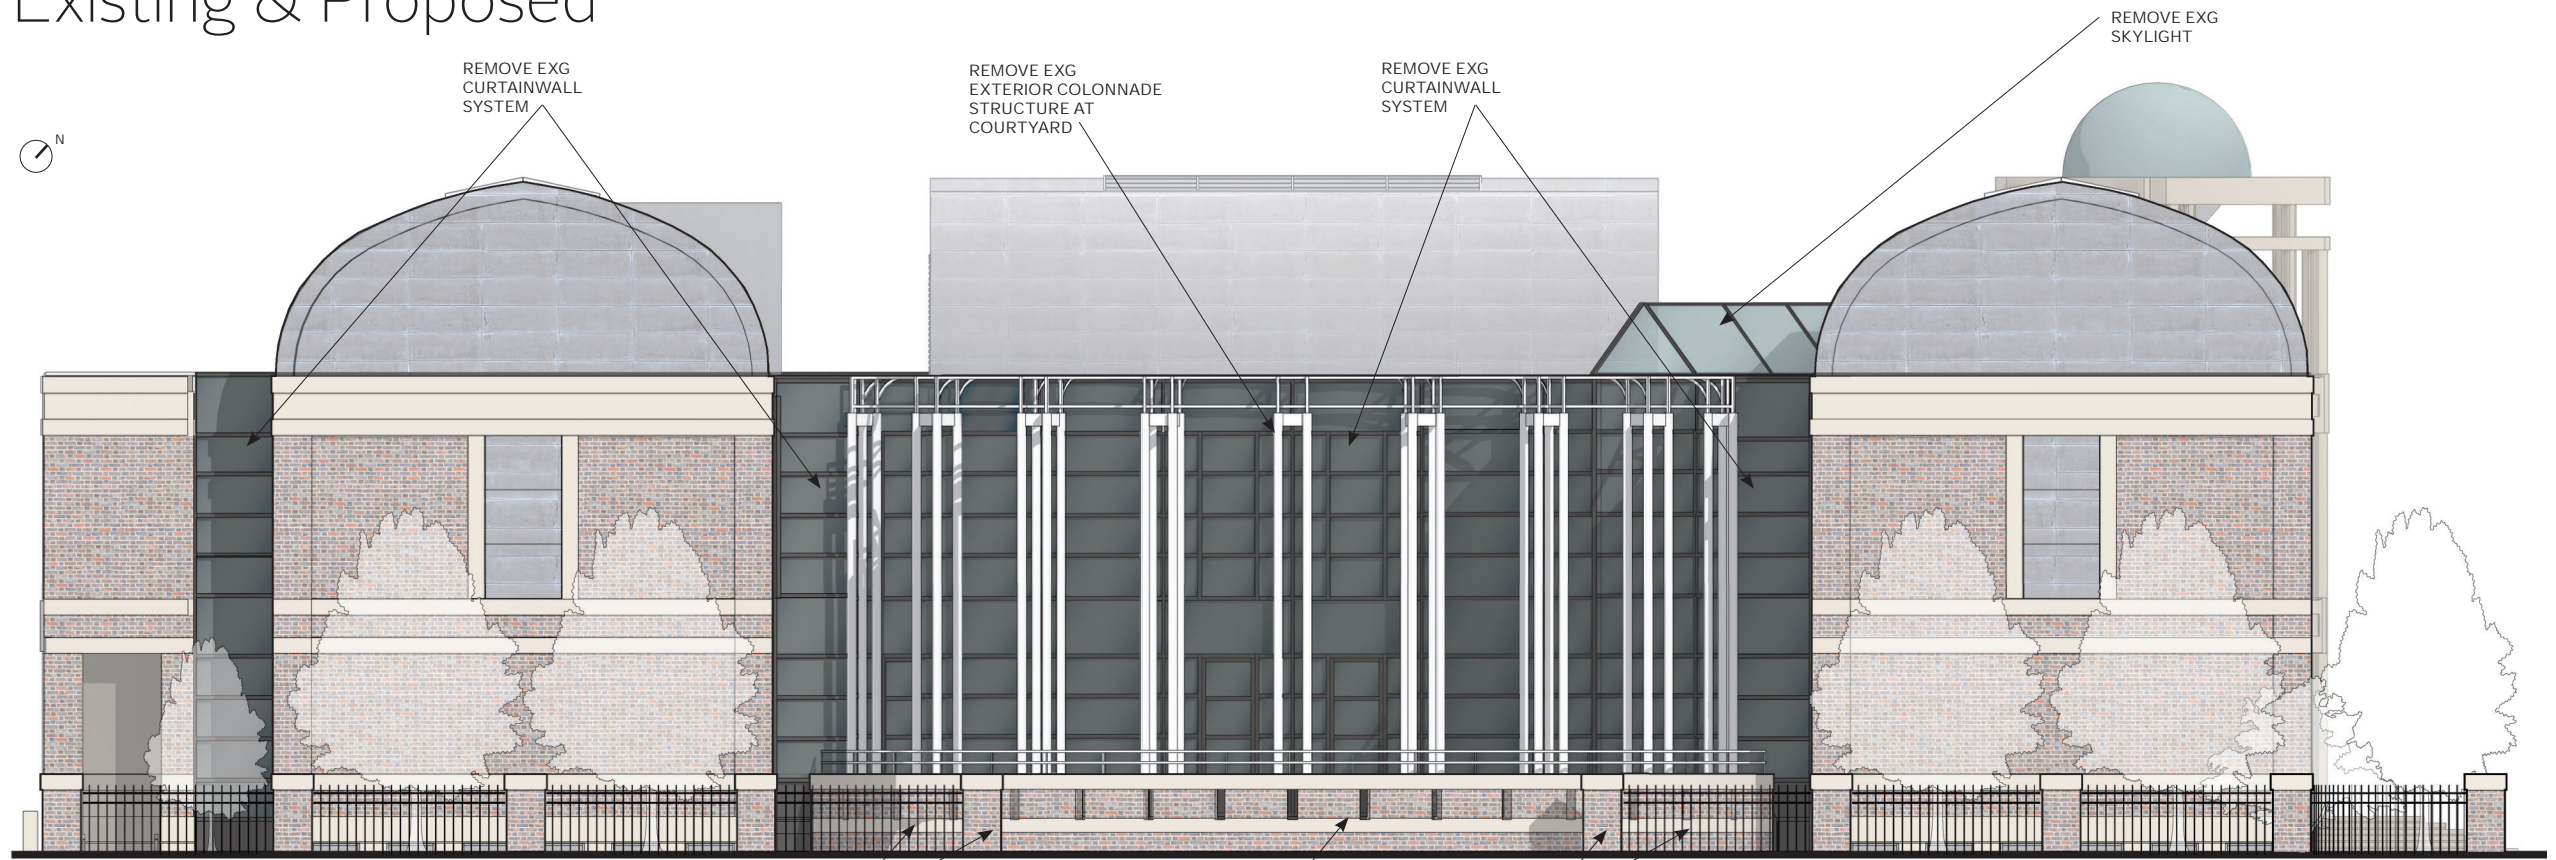 Existing & Proposed
REMOVE EXG
SKYLIGHT
REMOVE EXG
CURTAINWALL
SYSTEM
REMOVE EXG
EXTERIOR COLONNADE
STRUCTURE AT
COURTYARD
REMOVE EXG
CURTAINWALL
SYSTEM
N